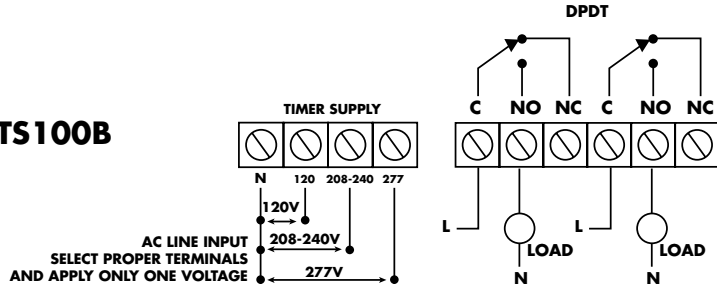 DPDT
TIMER SUPPLY
C NO NC C NO NC
TS100B
N 120 208-240 277
120V
AC LINE INPUT 208-240V
SELECT PROPER TERMINALS
AND APPLY ONLY ONE VOLTAGE 277V
L L
LOAD LOAD
N N